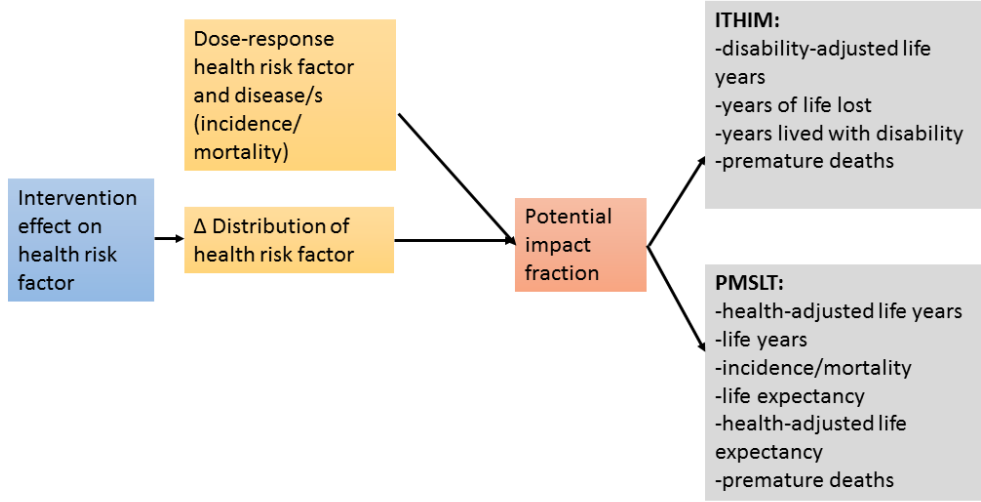 Dose-response
health risk factor
and disease/s
(incidence/
mortality)
Intervention
effect on
health risk
factor
Δ Distribution of
health risk factor
Potential
impact
fraction
ITHIM:
-disability-adjusted life
years
-years of life lost
-years lived with disability
-premature deaths
PMSLT:
-health-adjusted life years
-life years
-incidence/mortality
-life expectancy
-health-adjusted life
expectancy
-premature deaths